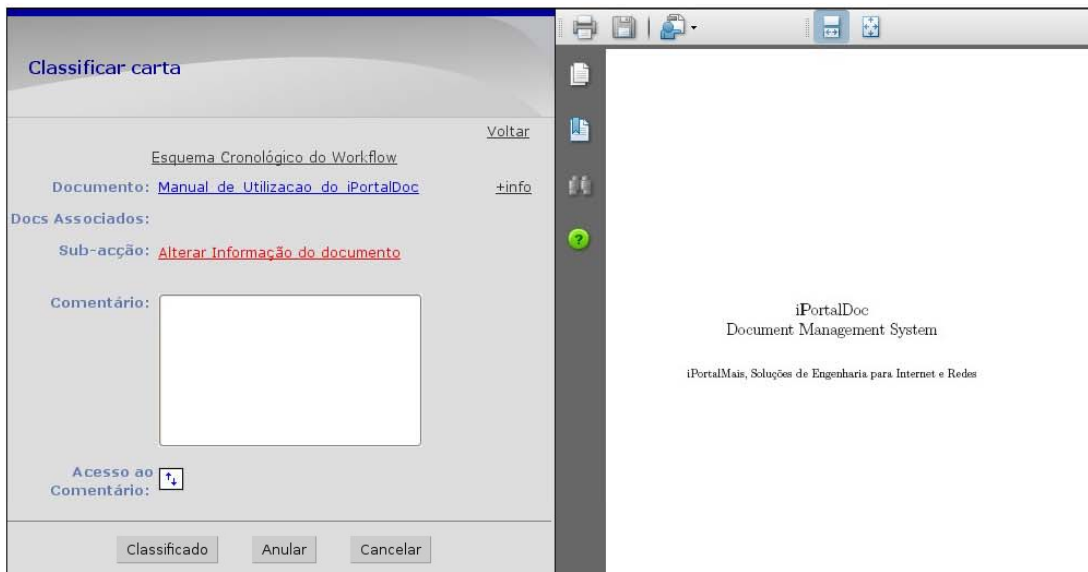 Classificar carta
Voltar
Esquema Cronológico do Workflow
Documento: Manual de Utilizacao do iPortalDoc +info
Docs Associados:
Sub-acção: Alterar Informação do documento
Comentário:
Acesso ao
Comentário:
Classificado Anular Cancelar
iPortalDoc
Document Management System
iPortalMais, Soluções de Engenharia para Internet e Redes